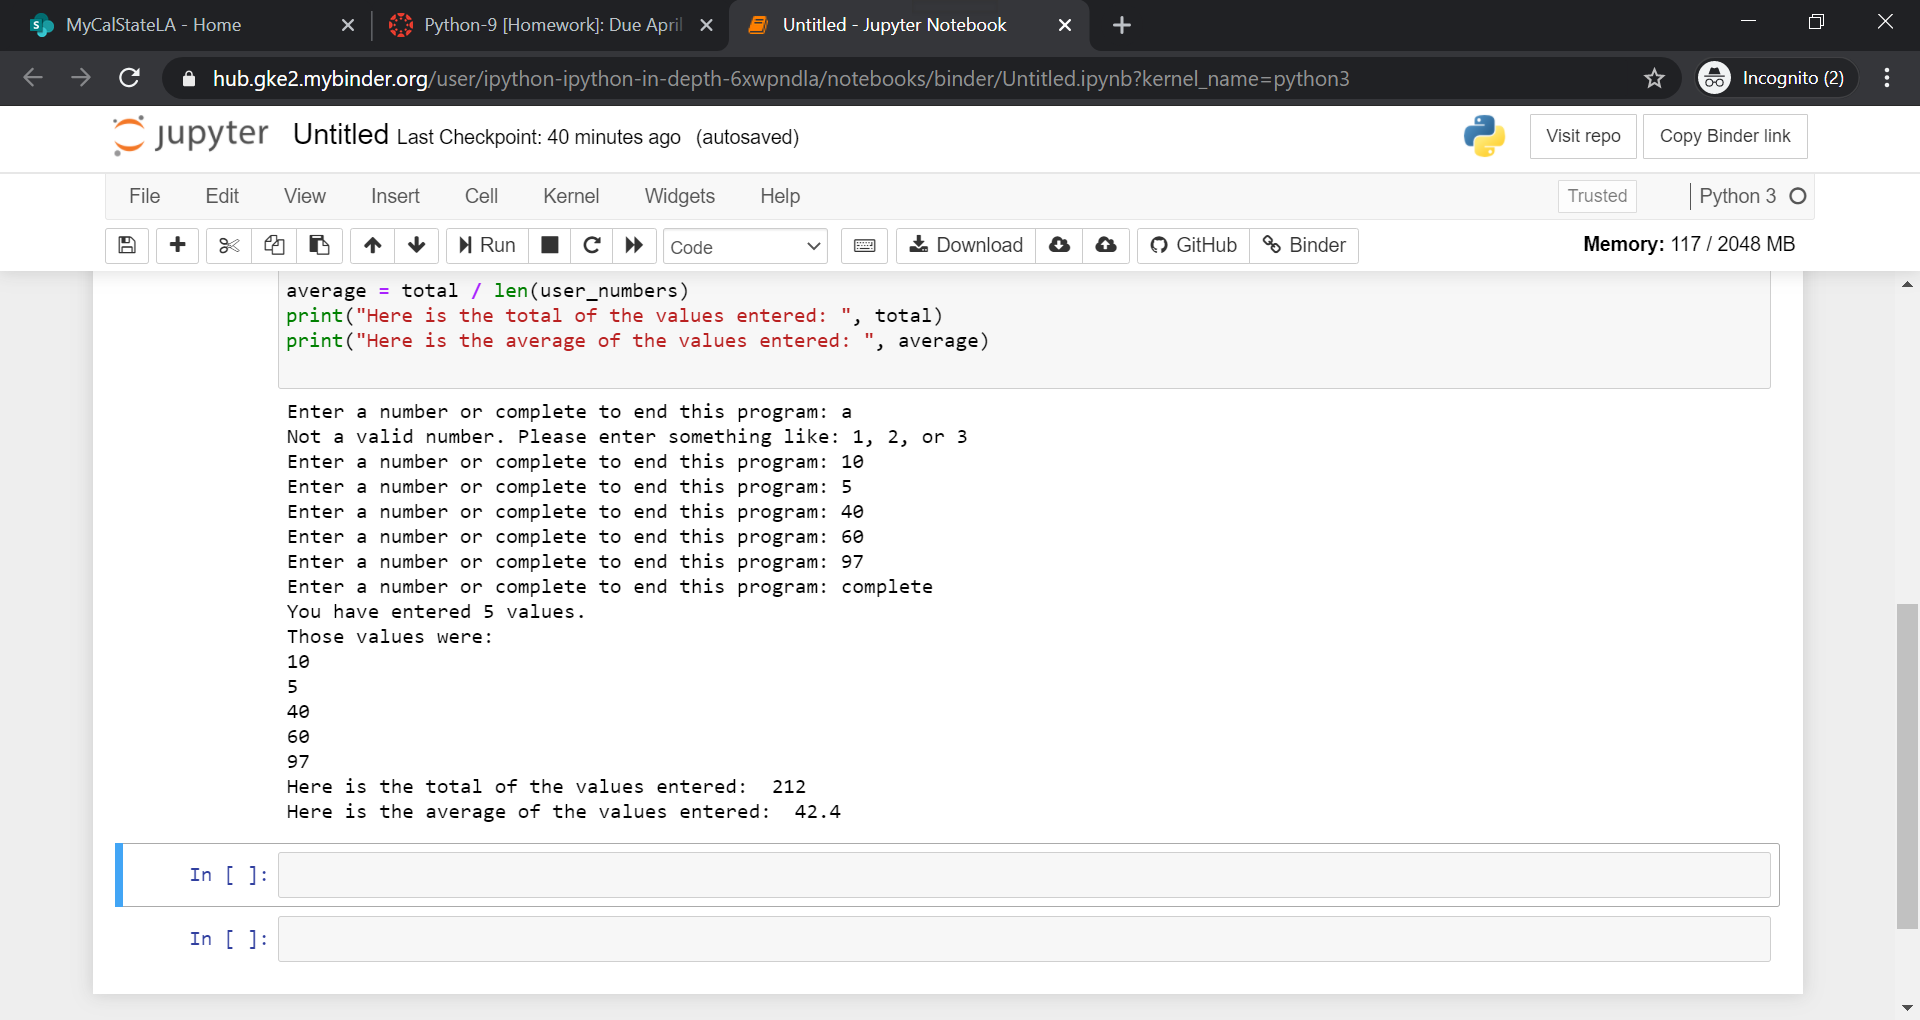 MyCalStateLA - Home
Python-9 [Homework]: Due April
Untitled - Jupyter Notebook
hub.gke2.mybinder.org/user/ipython-ipython-in-depth-6xwpndla/notebooks/binder/Untitled.ipynb?kernel_name=python3
Incognito (2)
jupyter Untitled Last Checkpoint: 40 minutes ago (autosaved)
Visit repo Copy Binder link
File Edit View Insert Cell Kernel Widgets Help Trusted Python 3
Run Code Download GitHub Binder Memory: 117 / 2048 MB
average = total / len(user_numbers)
print("Here is the total of the values entered: ", total)
print("Here is the average of the values entered: ", average)
Enter a number or complete to end this program: a
Not a valid number. Please enter something like: 1, 2, or 3
Enter a number or complete to end this program: 10
Enter a number or complete to end this program: 5
Enter a number or complete to end this program: 40
Enter a number or complete to end this program: 60
Enter a number or complete to end this program: 97
Enter a number or complete to end this program: complete
You have entered 5 values.
Those values were:
10
5
40
60
97
Here is the total of the values entered:  212
Here is the average of the values entered:  42.4
In [ ]:
In [ ]: